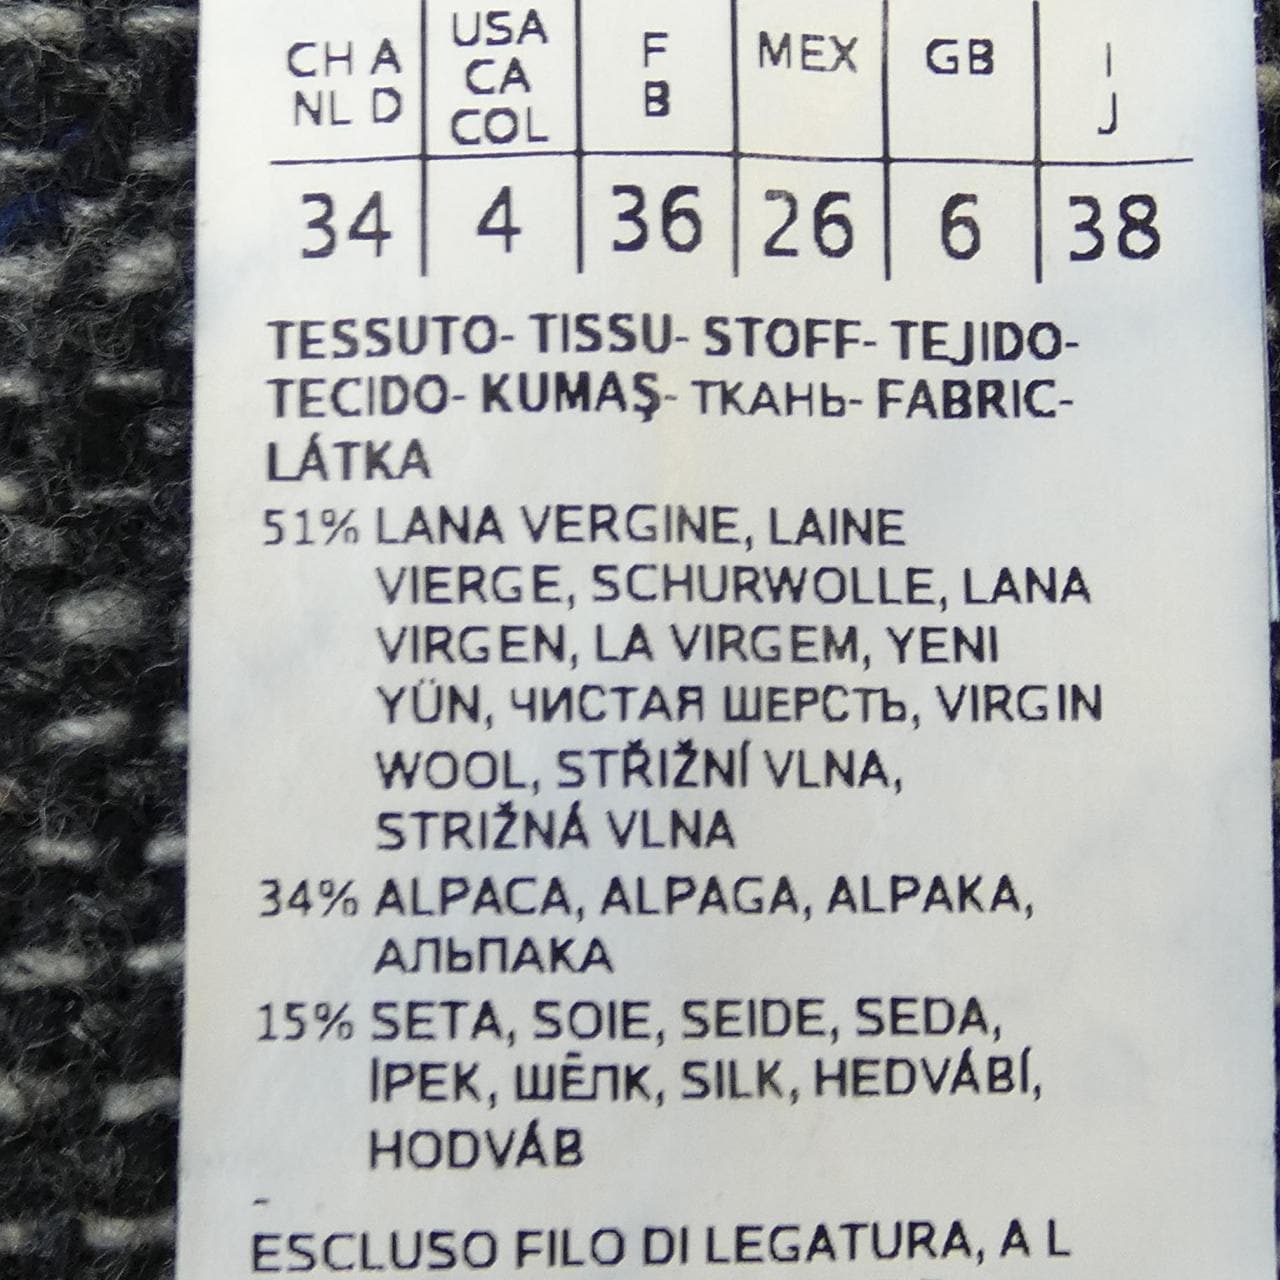 CH A
NL D
USA
CA
COL
F
B
MEX
GB
I
J
34 4 36 26 6 38
TESSUTO- TISSU- STOFF- TEJIDO-
TECIDO- KUMAŞ- ТКАНЬ- FABRIC-
LÁTKA
51% LANA VERGINE, LAINE
VIERGE, SCHURWOLLE, LANA
VIRGEN, LA VIRGEM, YENI
YÜN, ЧИСТАЯ ШЕРСТЬ, VIRGIN
WOOL, STŘIŽNÍ VLNA,
STRIŽNÁ VLNA
34% ALPACA, ALPAGA, ALPAKA,
АЛЬПАКА
15% SETA, SOIE, SEIDE, SEDA,
İPEK, ШЁЛК, SILK, HEDVÁBÍ,
HODVÁB
-
ESCLUSO FILO DI LEGATURA, A L